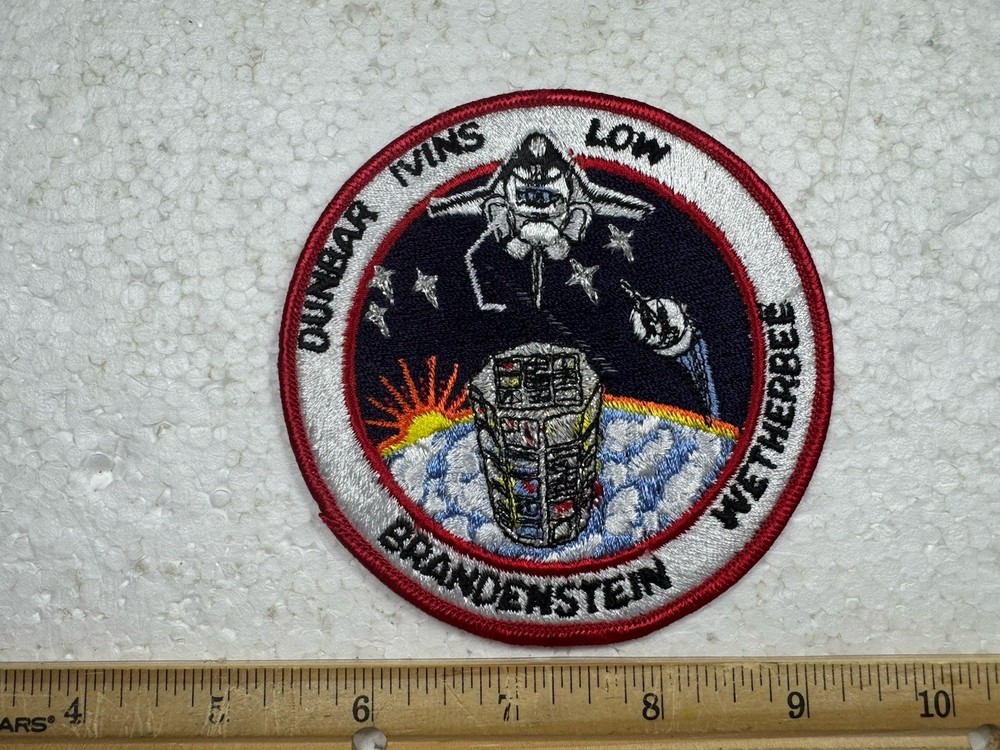 DUNBAR IVINS LOW WETHERBEE
BRANDENSTEIN
ARS® 4 5 6 7 8 9 10